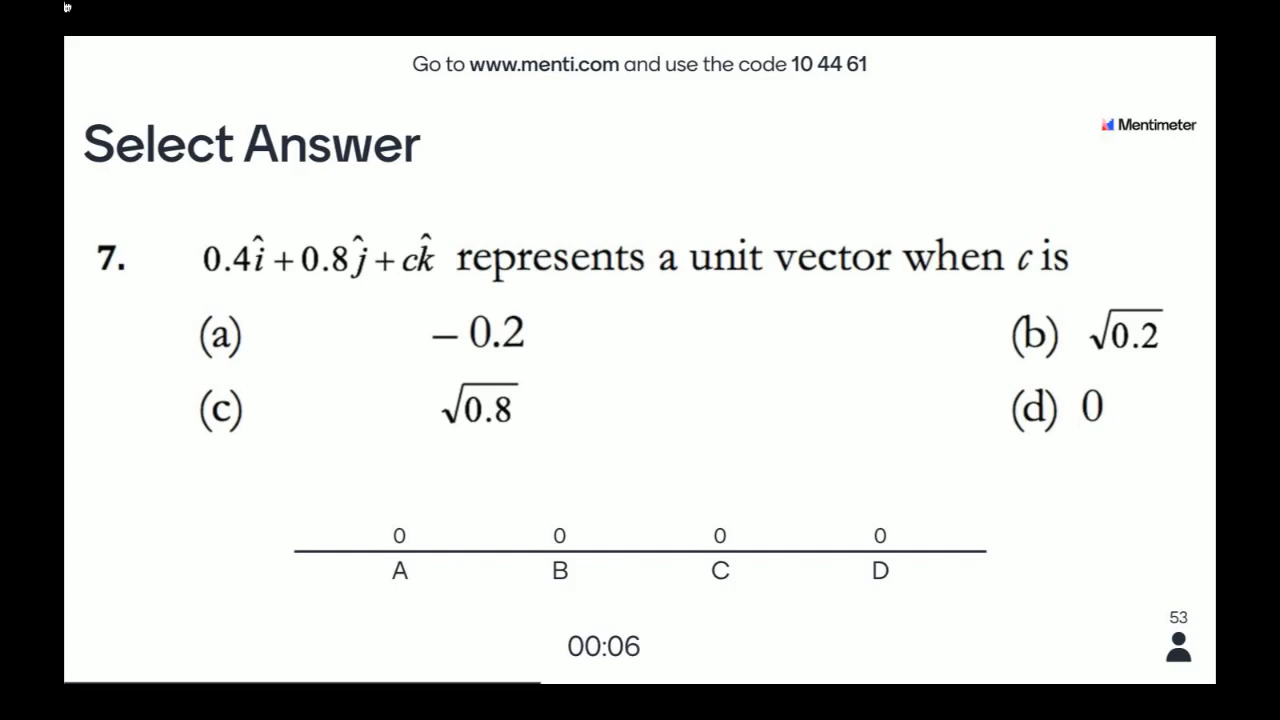 Go to www.menti.com and use the code 10 44 61
Mentimeter
Select Answer
7. 0.4î + 0.8ĵ + ck̂ represents a unit vector when c is
(a) – 0.2 (b) √0.2
(c) √0.8 (d) 0
0 0 0 0
A B C D
53
00:06